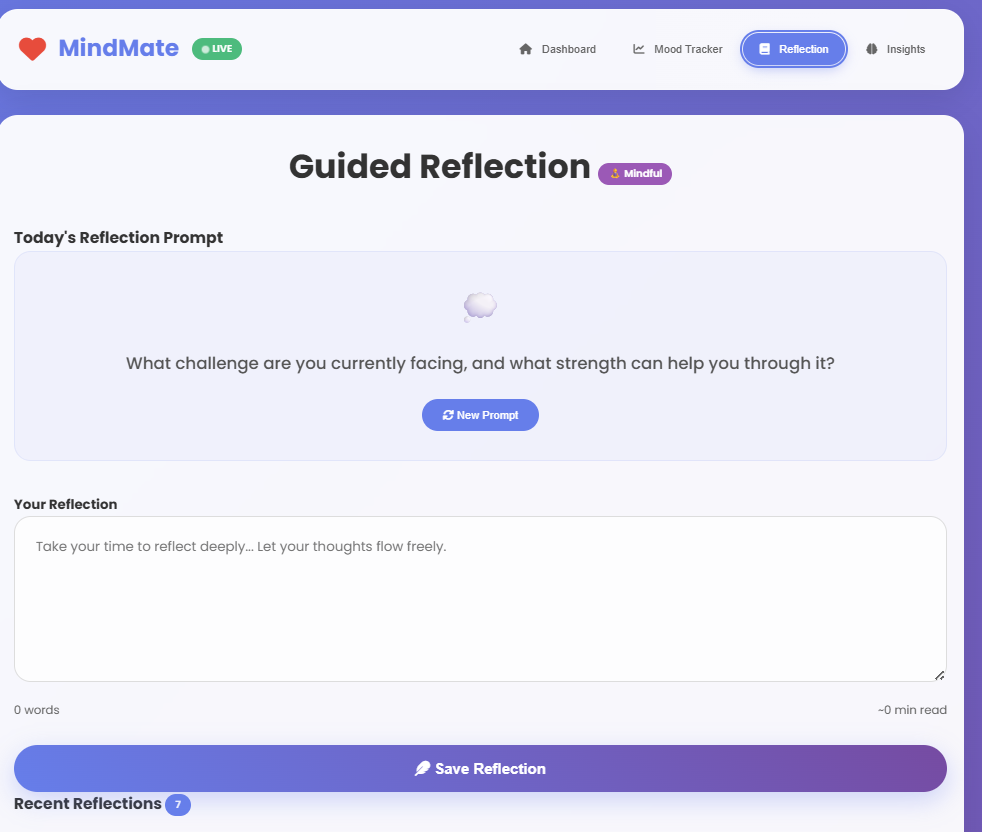 MindMate LIVE Dashboard Mood Tracker Reflection Insights
Guided Reflection Mindful
Today's Reflection Prompt
What challenge are you currently facing, and what strength can help you through it?
New Prompt
Your Reflection
Take your time to reflect deeply... Let your thoughts flow freely.
0 words ~0 min read
Save Reflection
Recent Reflections 7